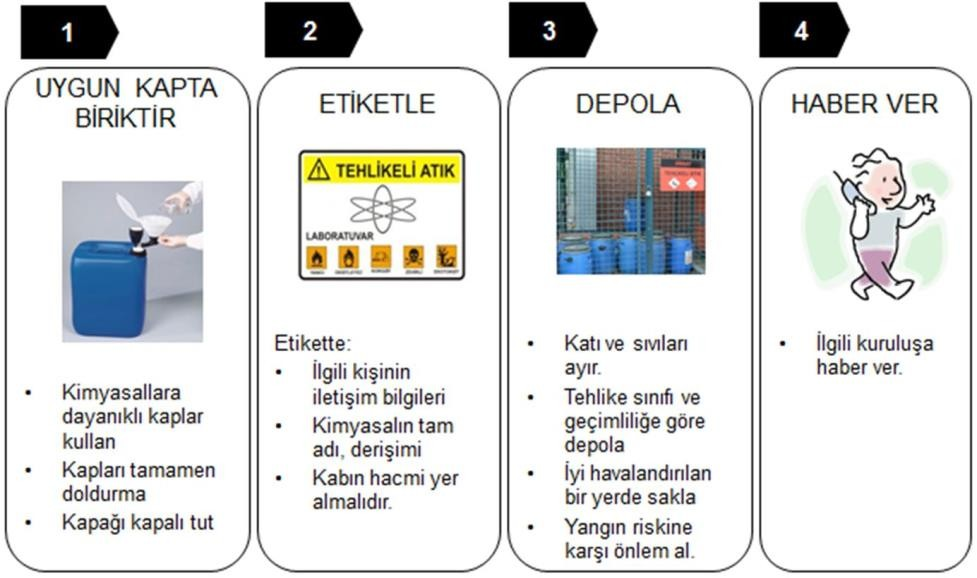 1
UYGUN KAPTA
BİRİKTİR
• Kimyasallara
dayanıklı kaplar
kullan
• Kapları tamamen
doldurma
• Kapağı kapalı tut
2
ETİKETLE
TEHLİKELİ ATIK
LABORATUVAR
Etikette:
• İlgili kişinin
iletişim bilgileri
• Kimyasalın tam
adı, derişimi
• Kabın hacmi yer
almalıdır.
3
DEPOLA
TEHLİKELİ ATIK
• Katı ve sıvıları
ayır.
• Tehlike sınıfı ve
geçimliliğe göre
depola
• İyi havalandırılan
bir yerde sakla
• Yangın riskine
karşı önlem al.
4
HABER VER
• İlgili kuruluşa
haber ver.